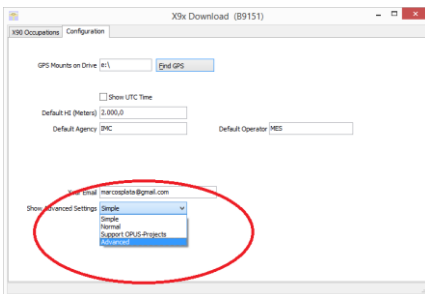 X9x Download (B9151)
X90 Occupations Configuration
GPS Mounts on Drive e:\ Find GPS
Show UTC Time
Default HI (Meters) 2.000,0
Default Agency IMC Default Operator MES
Your Email marcosplata@gmail.com
Show Advanced Settings Simple
Simple
Normal
Support OPUS-Projects
Advanced